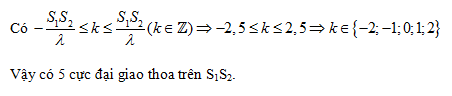 Có $-\frac{S_1S_2}{\lambda} \le k \le \frac{S_1S_2}{\lambda} (k \in \mathbb{Z}) \Rightarrow -2,5 \le k \le 2,5 \Rightarrow k \in \{-2;-1;0;1;2\}$
Vậy có 5 cực đại giao thoa trên S₁S₂.